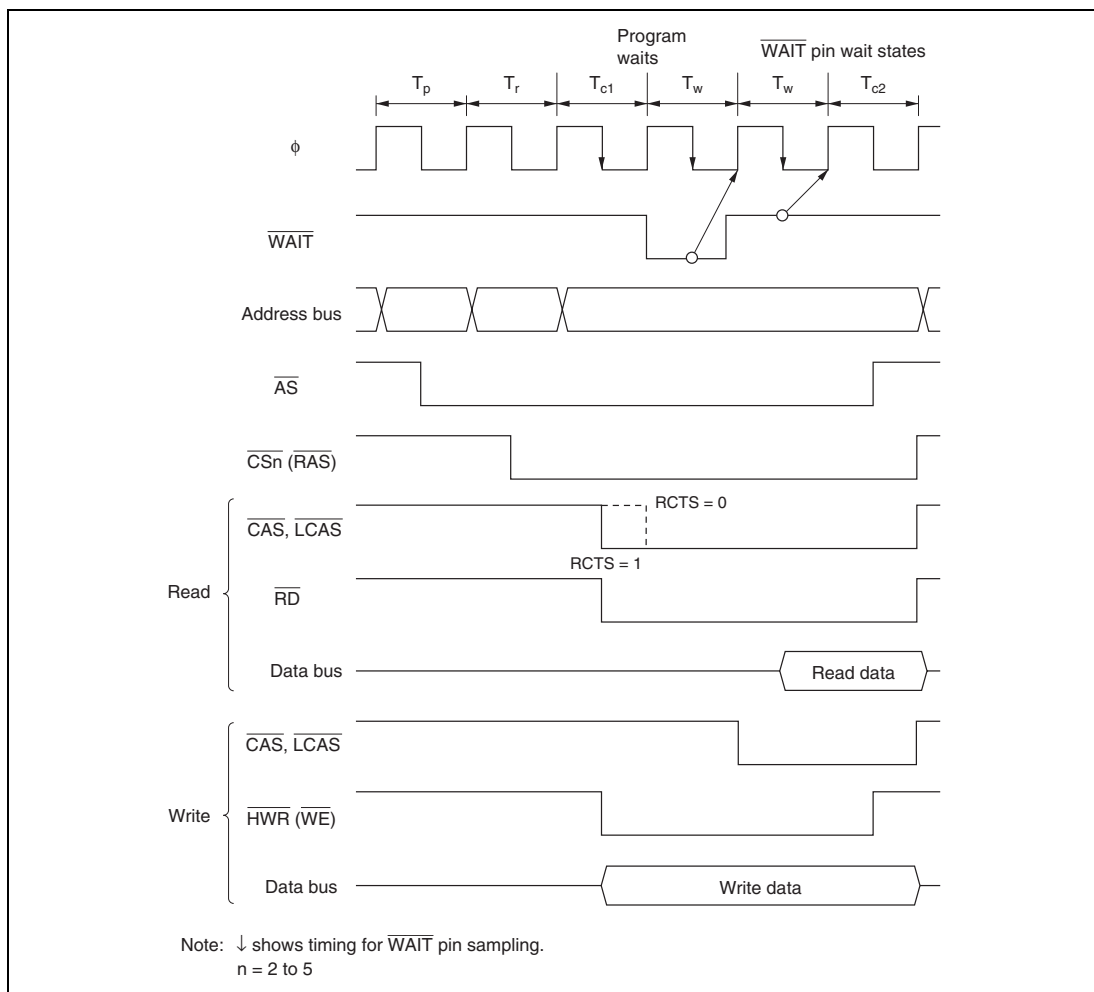 Program
waits
WAIT pin wait states
Tp Tr Tc1 Tw Tw Tc2
ϕ
WAIT
Address bus
AS
CSn (RAS)
RCTS = 0
CAS, LCAS
RCTS = 1
Read
RD
Data bus
Read data
CAS, LCAS
Write
HWR (WE)
Data bus
Write data
Note: ↓ shows timing for WAIT pin sampling.
n = 2 to 5